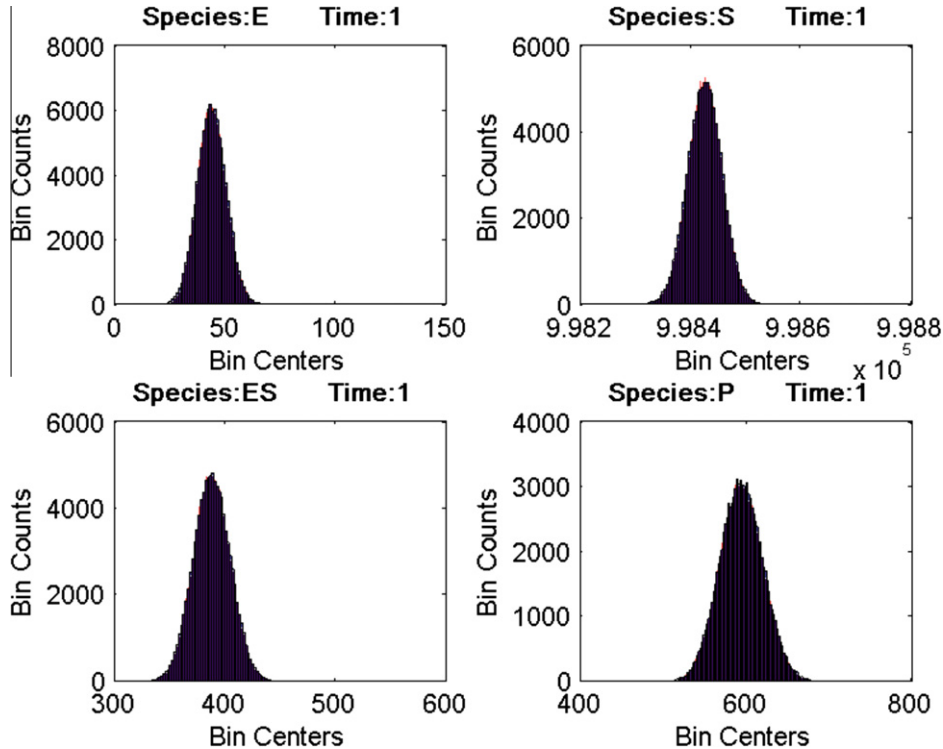 Species:E Time:1
8000
6000
4000
2000
0
Bin Counts
0 50 100 150
Bin Centers
Species:S Time:1
6000
4000
2000
0
Bin Counts
9.982 9.984 9.986 9.988
Bin Centers
x 10^5
Species:ES Time:1
6000
4000
2000
0
Bin Counts
300 400 500 600
Bin Centers
Species:P Time:1
4000
3000
2000
1000
0
Bin Counts
400 600 800
Bin Centers